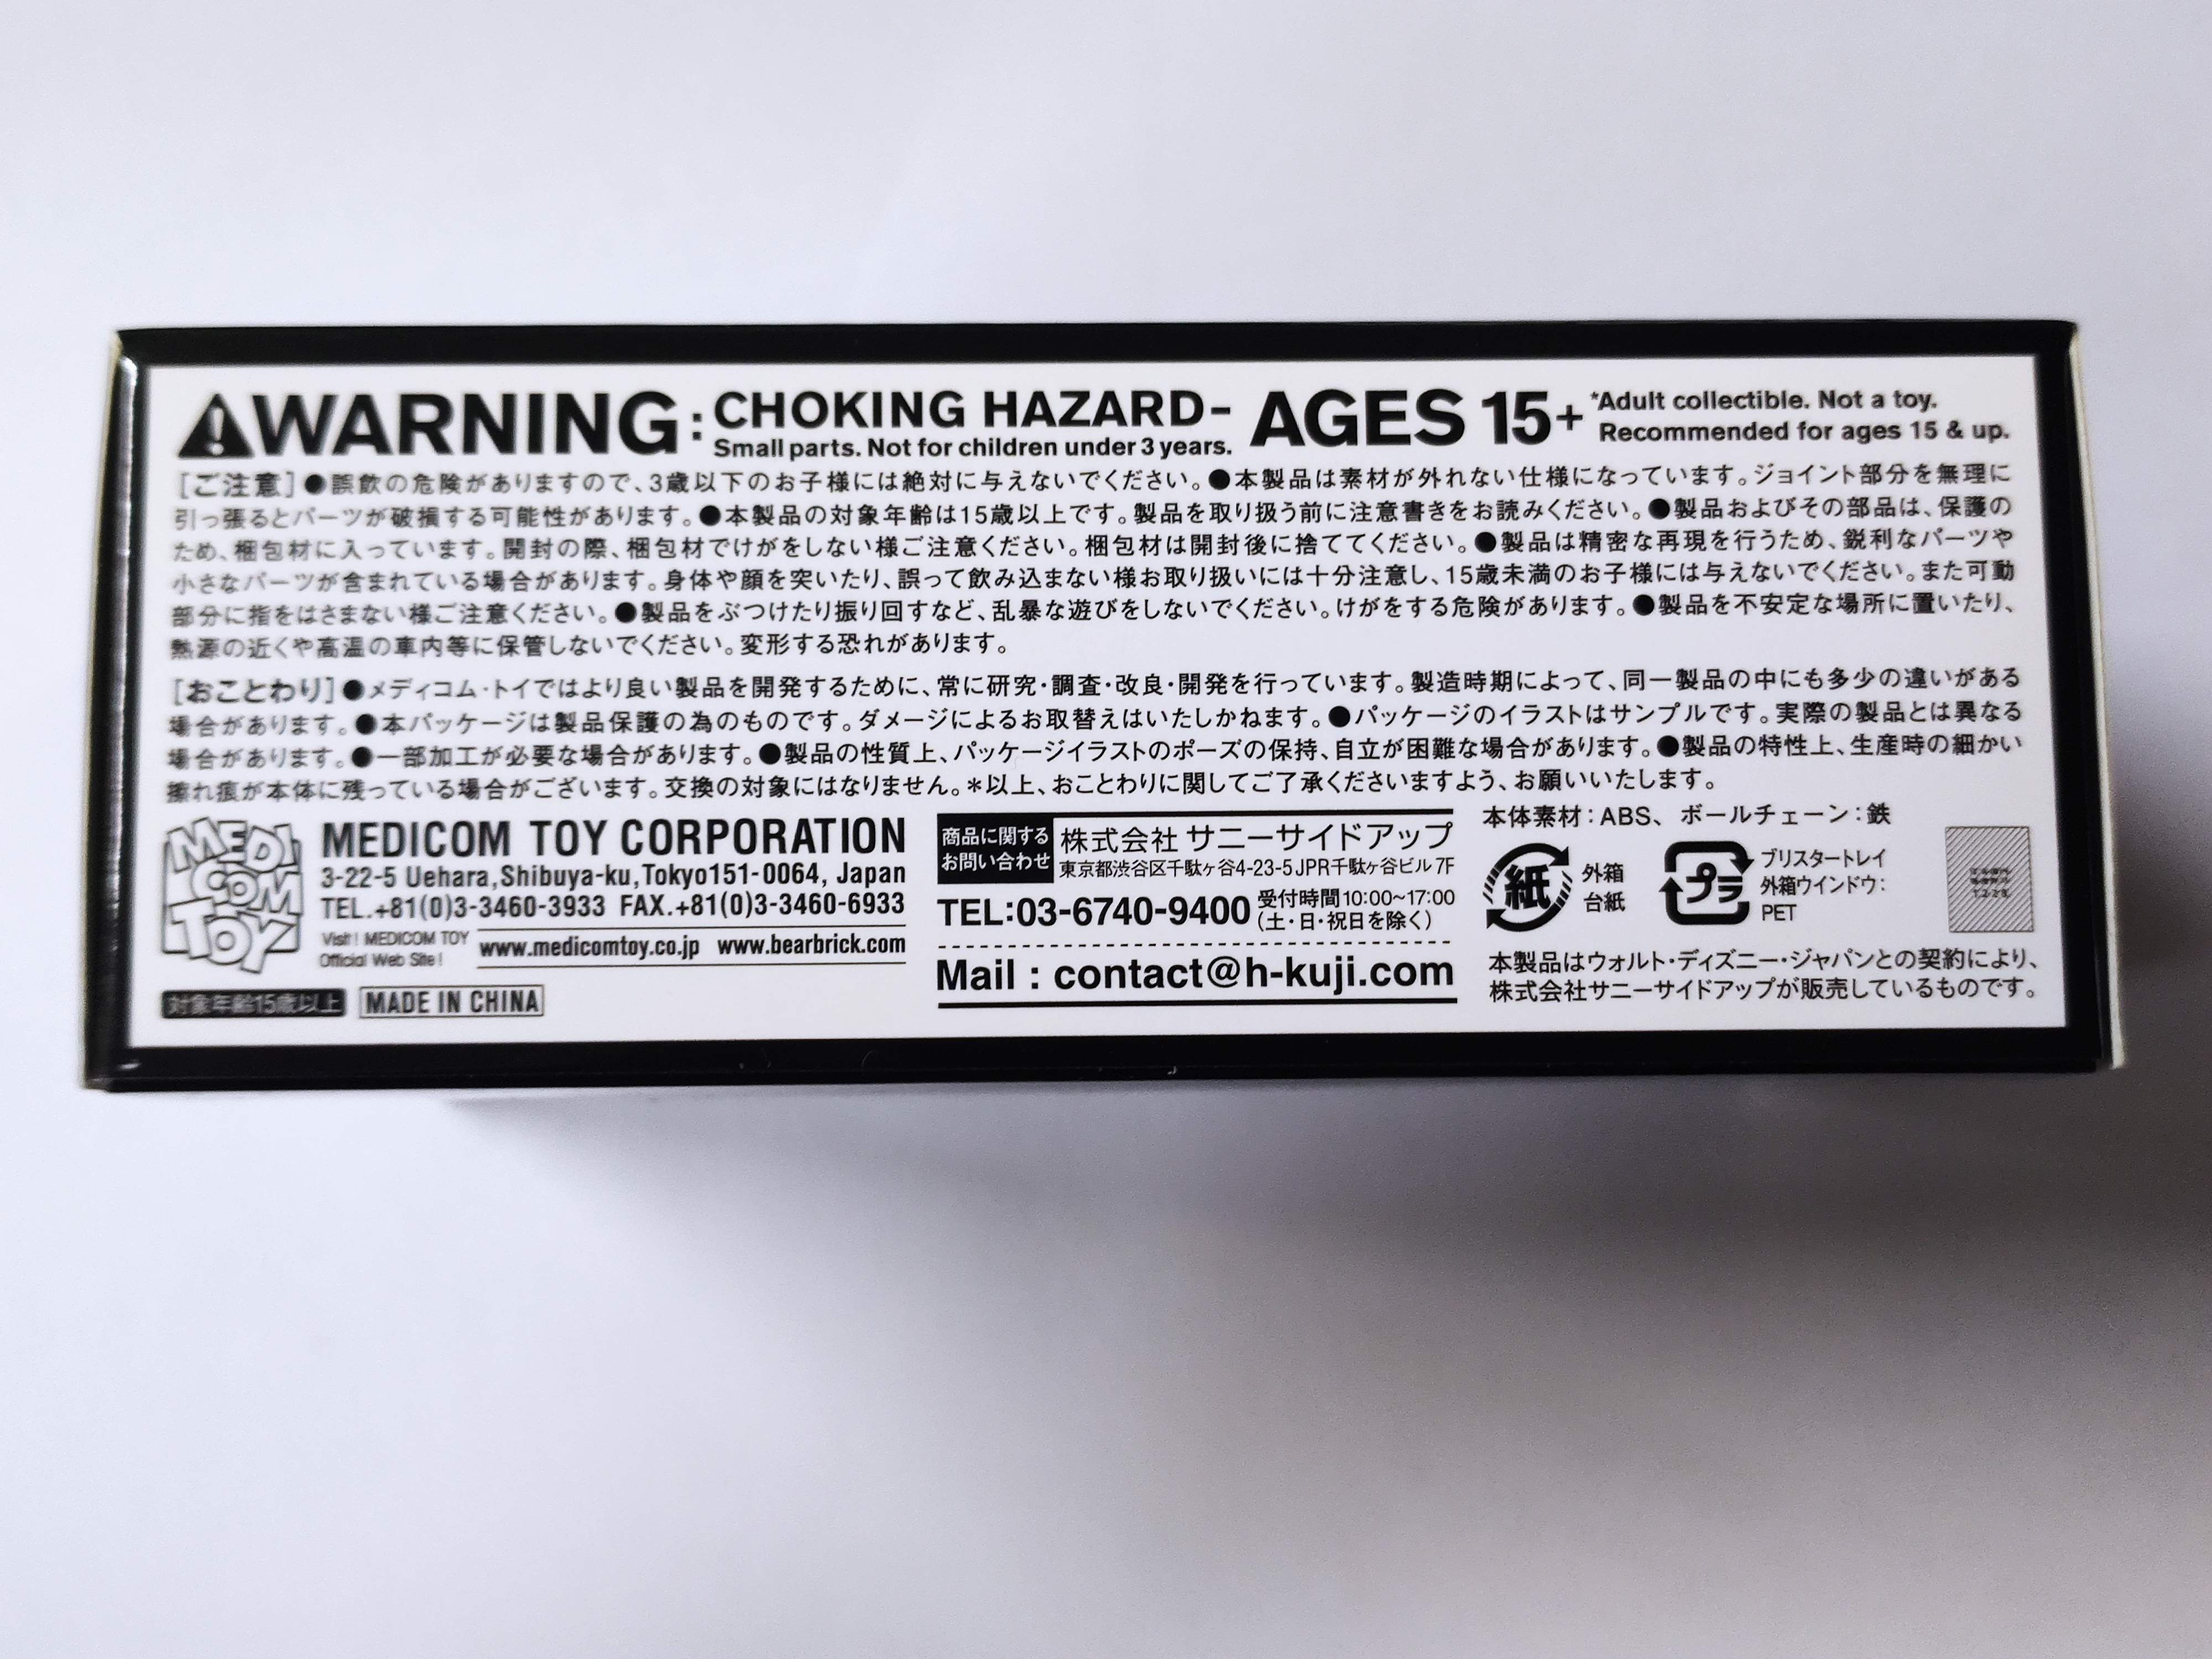 WARNING: CHOKING HAZARD-
Small parts. Not for children under 3 years.
AGES 15+
*Adult collectible. Not a toy.
Recommended for ages 15 & up.
[ご注意]●誤飲の危険がありますので、3歳以下のお子様には絶対に与えないでください。●本製品は素材が外れない仕様になっています。ジョイント部分を無理に
引っ張るとパーツが破損する可能性があります。●本製品の対象年齢は15歳以上です。製品を取り扱う前に注意書きをお読みください。●製品およびその部品は、保護の
ため、梱包材に入っています。開封の際、梱包材でけがをしない様ご注意ください。梱包材は開封後に捨ててください。●製品は精密な再現を行うため、鋭利なパーツや
小さなパーツが含まれている場合があります。身体や顔を突いたり、誤って飲み込まない様お取り扱いには十分注意し、15歳未満のお子様には与えないでください。また可動
部分に指をはさまない様ご注意ください。●製品をぶつけたり振り回すなど、乱暴な遊びをしないでください。けがをする危険があります。●製品を不安定な場所に置いたり、
熱源の近くや高温の車内等に保管しないでください。変形する恐れがあります。
[おことわり]●メディコム・トイではより良い製品を開発するために、常に研究・調査・改良・開発を行っています。製造時期によって、同一製品の中にも多少の違いがある
場合があります。●本パッケージは製品保護の為のものです。ダメージによるお取替えはいたしかねます。●パッケージのイラストはサンプルです。実際の製品とは異なる
場合があります。●一部加工が必要な場合があります。●製品の性質上、パッケージイラストのポーズの保持、自立が困難な場合があります。●製品の特性上、生産時の細かい
擦れ痕が本体に残っている場合がございます。交換の対象にはなりません。＊以上、おことわりに関してご了承くださいますよう、お願いいたします。
MEDICOM TOY
MEDICOM TOY CORPORATION
3-22-5 Uehara,Shibuya-ku,Tokyo151-0064, Japan
TEL.+81(0)3-3460-3933 FAX.+81(0)3-3460-6933
Visit! MEDICOM TOY
Official Web Site!
www.medicomtoy.co.jp www.bearbrick.com
対象年齢15歳以上
MADE IN CHINA
商品に関する
お問い合わせ
株式会社 サニーサイドアップ
東京都渋谷区千駄ヶ谷4-23-5 JPR千駄ヶ谷ビル 7F
TEL:03-6740-9400
受付時間10:00~17:00
(土・日・祝日を除く)
Mail : contact@h-kuji.com
本体素材：ABS、ボールチェーン：鉄
紙
外箱
台紙
プラ
ブリスタートレイ
外箱ウインドウ：
PET
本製品はウォルト・ディズニー・ジャパンとの契約により、
株式会社サニーサイドアップが販売しているものです。